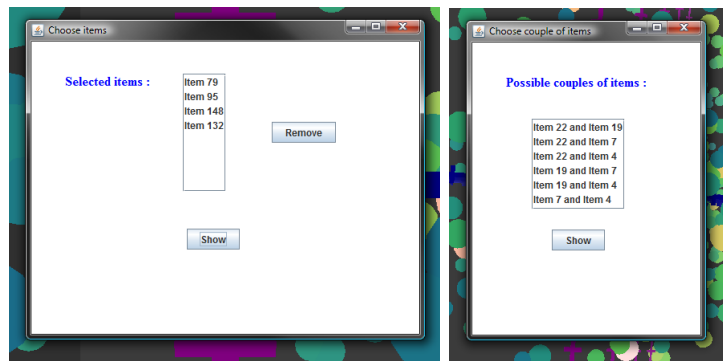 Choose items
Selected items :
Item 79
Item 95
Item 148
Item 132
Remove
Show
Choose couple of items
Possible couples of items :
Item 22 and Item 19
Item 22 and Item 7
Item 22 and Item 4
Item 19 and Item 7
Item 19 and Item 4
Item 7 and Item 4
Show